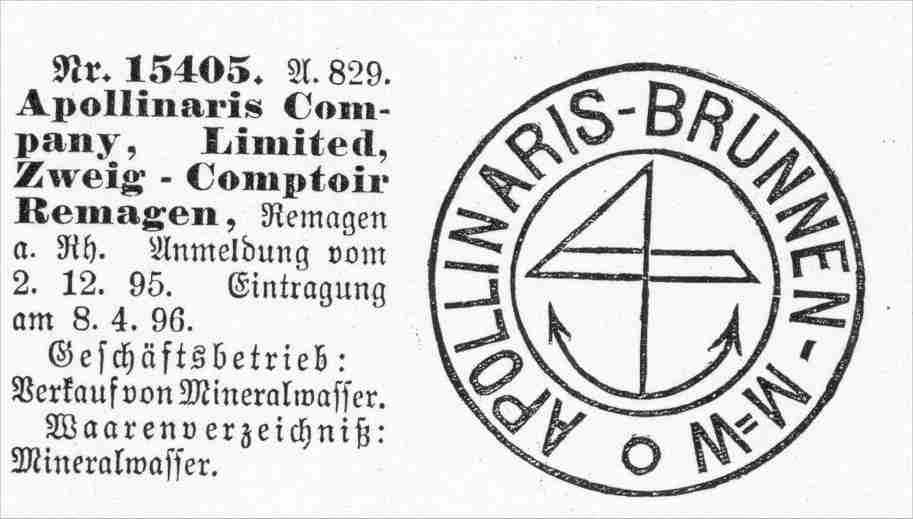 Nr. 15405. A. 829.
Apollinaris Com-
pany, Limited,
Zweig - Comptoir
Remagen, Remagen
a. Rh. Anmeldung vom
2. 12. 95. Eintragung
am 8. 4. 96.
Geschäftsbetrieb:
Verkauf von Mineralwasser.
Waarenverzeichniß:
Mineralwasser.
APOLLINARIS-BRUNNEN-M=W